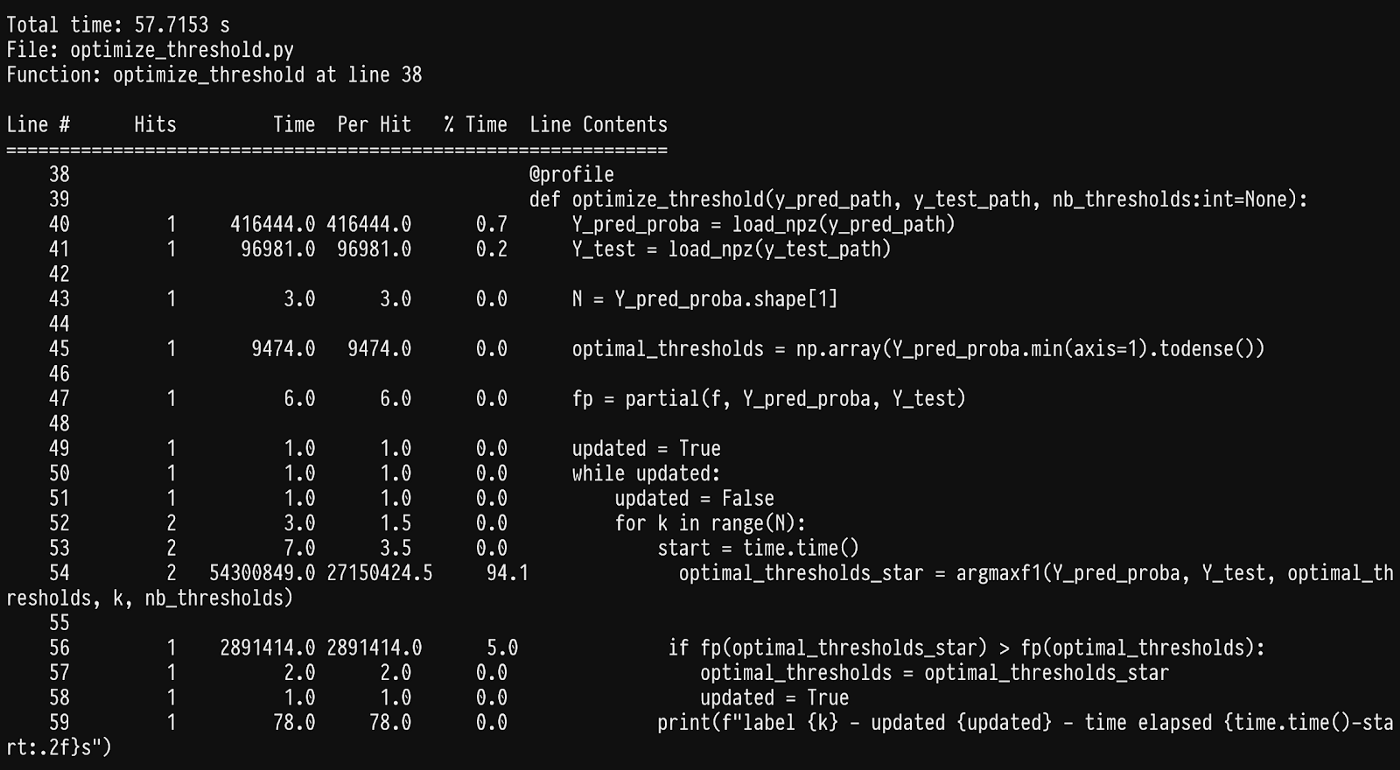 Total time: 57.7153 s
File: optimize_threshold.py
Function: optimize_threshold at line 38

Line #      Hits         Time  Per Hit   % Time  Line Contents
==============================================================
    38                                           @profile
    39                                           def optimize_threshold(y_pred_path, y_test_path, nb_thresholds:int=None):
    40         1     416444.0 416444.0      0.7      Y_pred_proba = load_npz(y_pred_path)
    41         1      96981.0  96981.0      0.2      Y_test = load_npz(y_test_path)
    42
    43         1          3.0      3.0      0.0      N = Y_pred_proba.shape[1]
    44
    45         1       9474.0   9474.0      0.0      optimal_thresholds = np.array(Y_pred_proba.min(axis=1).todense())
    46
    47         1          6.0      6.0      0.0      fp = partial(f, Y_pred_proba, Y_test)
    48
    49         1          1.0      1.0      0.0      updated = True
    50         1          1.0      1.0      0.0      while updated:
    51         1          1.0      1.0      0.0          updated = False
    52         2          3.0      1.5      0.0          for k in range(N):
    53         2          7.0      3.5      0.0              start = time.time()
    54         2   54300849.0 27150424.5     94.1              optimal_thresholds_star = argmaxf1(Y_pred_proba, Y_test, optimal_th
resholds, k, nb_thresholds)
    55
    56         1    2891414.0 2891414.0      5.0              if fp(optimal_thresholds_star) > fp(optimal_thresholds):
    57         1          2.0      2.0      0.0                  optimal_thresholds = optimal_thresholds_star
    58         1          1.0      1.0      0.0                  updated = True
    59         1         78.0     78.0      0.0              print(f"label {k} - updated {updated} - time elapsed {time.time()-sta
rt:.2f}s")